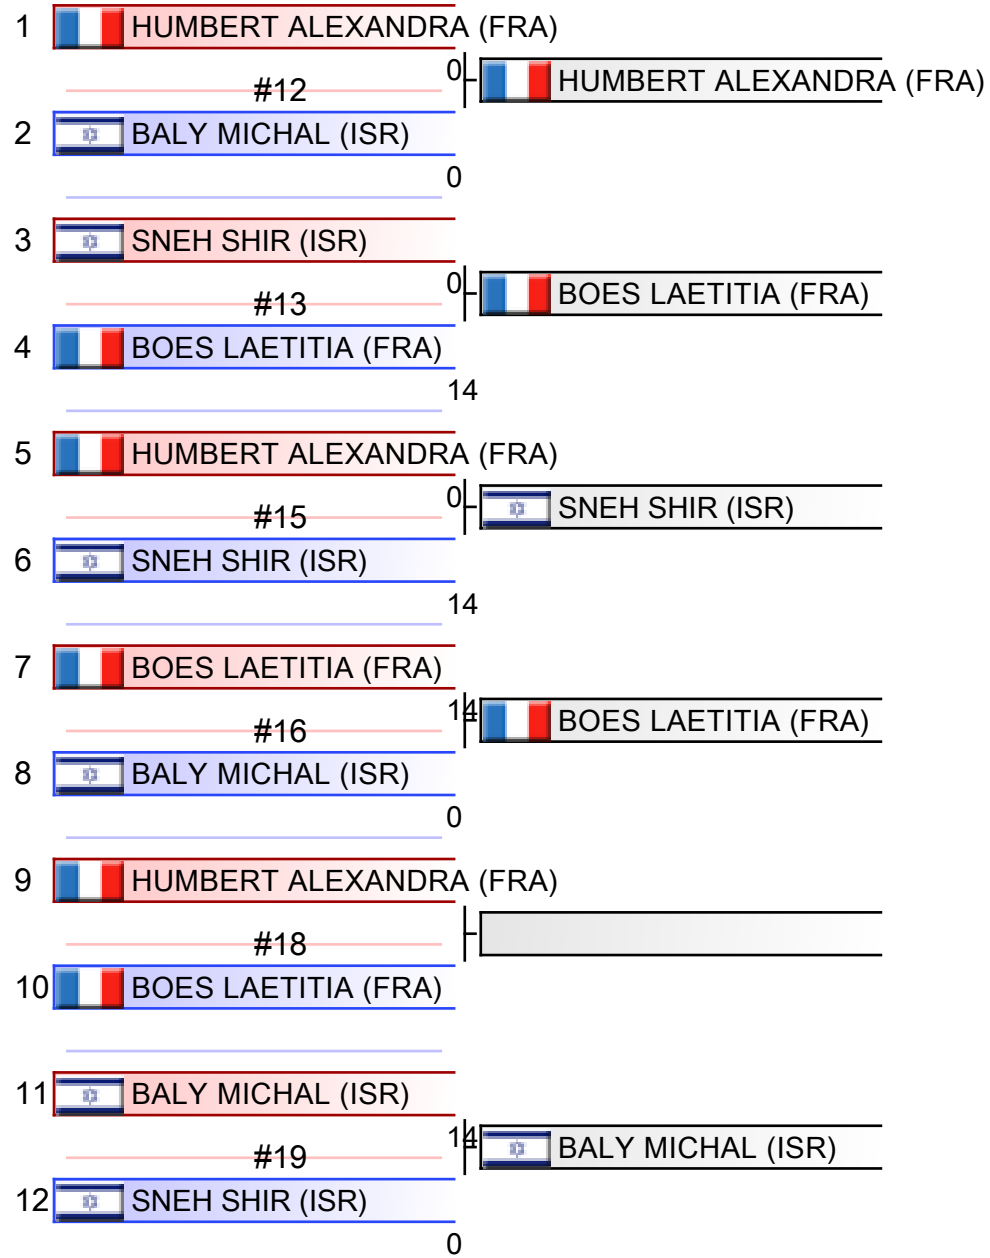 1 HUMBERT ALEXANDRA (FRA)
#12 0 HUMBERT ALEXANDRA (FRA)
2 BALY MICHAL (ISR)
0
3 SNEH SHIR (ISR)
#13 0 BOES LAETITIA (FRA)
4 BOES LAETITIA (FRA)
14
5 HUMBERT ALEXANDRA (FRA)
#15 0 SNEH SHIR (ISR)
6 SNEH SHIR (ISR)
14
7 BOES LAETITIA (FRA)
#16 14 BOES LAETITIA (FRA)
8 BALY MICHAL (ISR)
0
9 HUMBERT ALEXANDRA (FRA)
#18
10 BOES LAETITIA (FRA)
11 BALY MICHAL (ISR)
#19 14 BALY MICHAL (ISR)
12 SNEH SHIR (ISR)
0